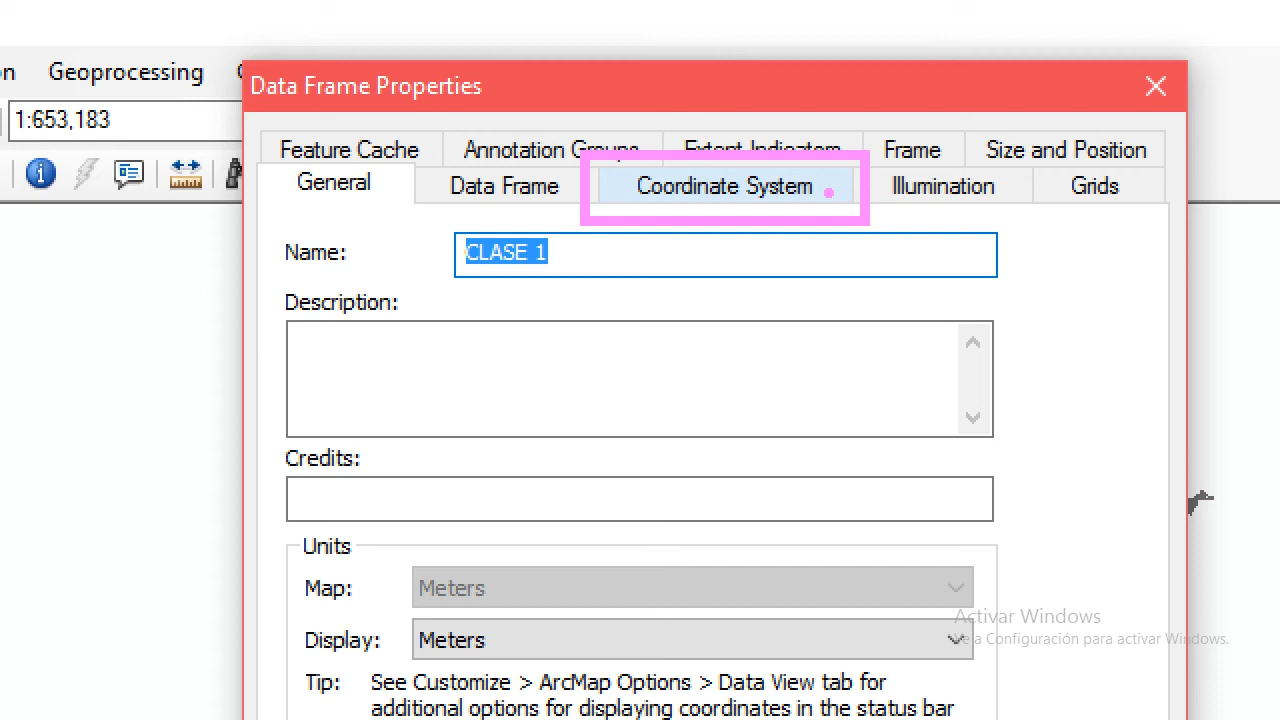 Geoprocessing
Data Frame Properties
1:653,183
Feature Cache Annotation Groups Extent Indicators Frame Size and Position
General Data Frame Coordinate System Illumination Grids
Name: CLASE 1
Description:
Credits:
Units
Map: Meters
Display: Meters
Activar Windows
Ve a Configuración para activar Windows.
Tip: See Customize > ArcMap Options > Data View tab for
additional options for displaying coordinates in the status bar